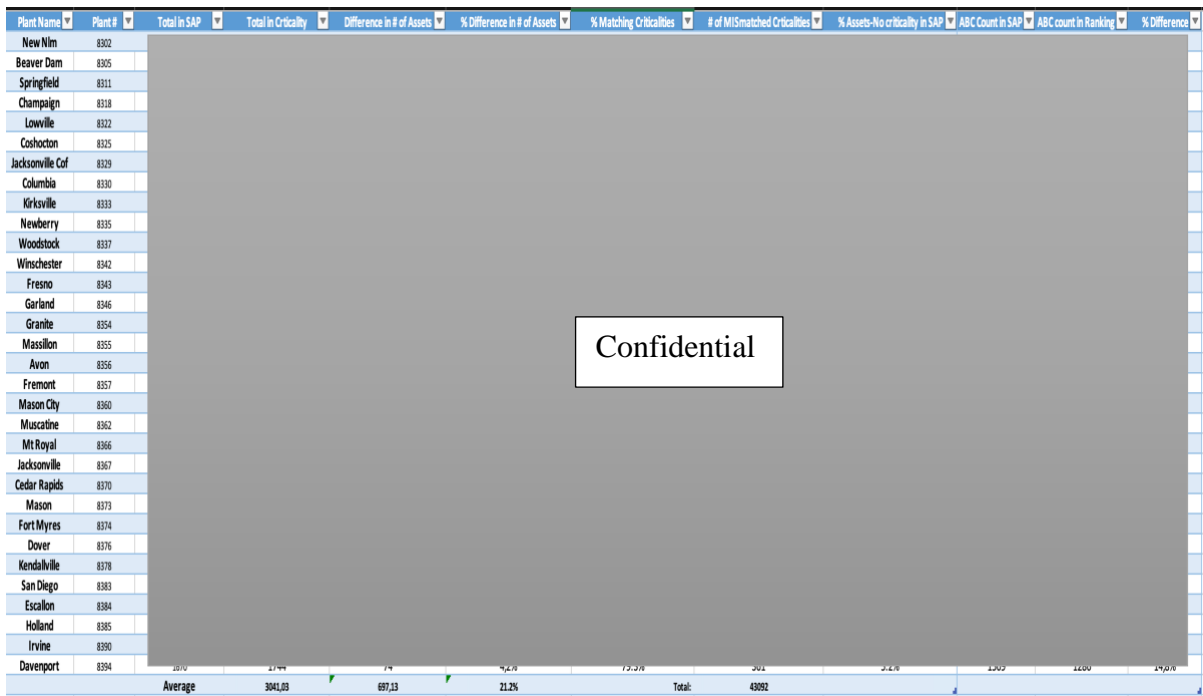 Plant Name Plant # Total in SAP Total in Crticality Difference in # of Assets % Difference in # of Assets % Matching Criticalities # of MISmatched Crticalities % Assets-No criticality in SAP ABC Count in SAP ABC count in Ranking % Difference
New Nlm 8302
Beaver Dam 8305
Springfield 8311
Champaign 8318
Lowville 8322
Coshocton 8325
Jacksonville Cof 8329
Columbia 8330
Kirksville 8333
Newberry 8335
Woodstock 8337
Winschester 8342
Fresno 8343
Garland 8346
Granite 8354
Confidential
Massillon 8355
Avon 8356
Fremont 8357
Mason City 8360
Muscatine 8362
Mt Royal 8366
Jacksonville 8367
Cedar Rapids 8370
Mason 8373
Fort Myres 8374
Dover 8376
Kendallville 8378
San Diego 8383
Escallon 8384
Holland 8385
Irvine 8390
Davenport 8394
Average 3041,03 697,13 21.2% Total: 43092